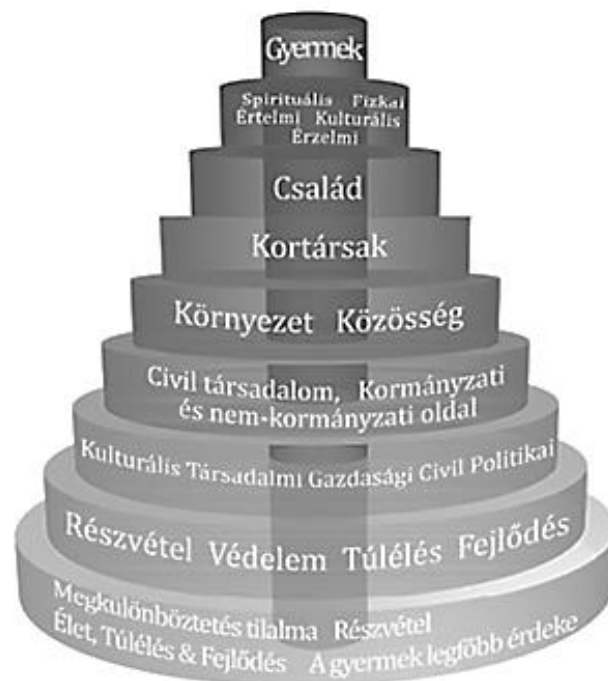 Gyermek
Spirituális Fizkai
Értelmi Kulturális
Érzelmi
Család
Kortársak
Környezet Közösség
Civil társadalom, Kormányzati
és nem-kormányzati oldal
Kulturális Társadalmi Gazdasági Civil Politikai
Részvétel Védelem Túlélés Fejlődés
Megkülönböztetés tilalma Részvétel
Élet, Túlélés & Fejlődés A gyermek legfőbb érdeke